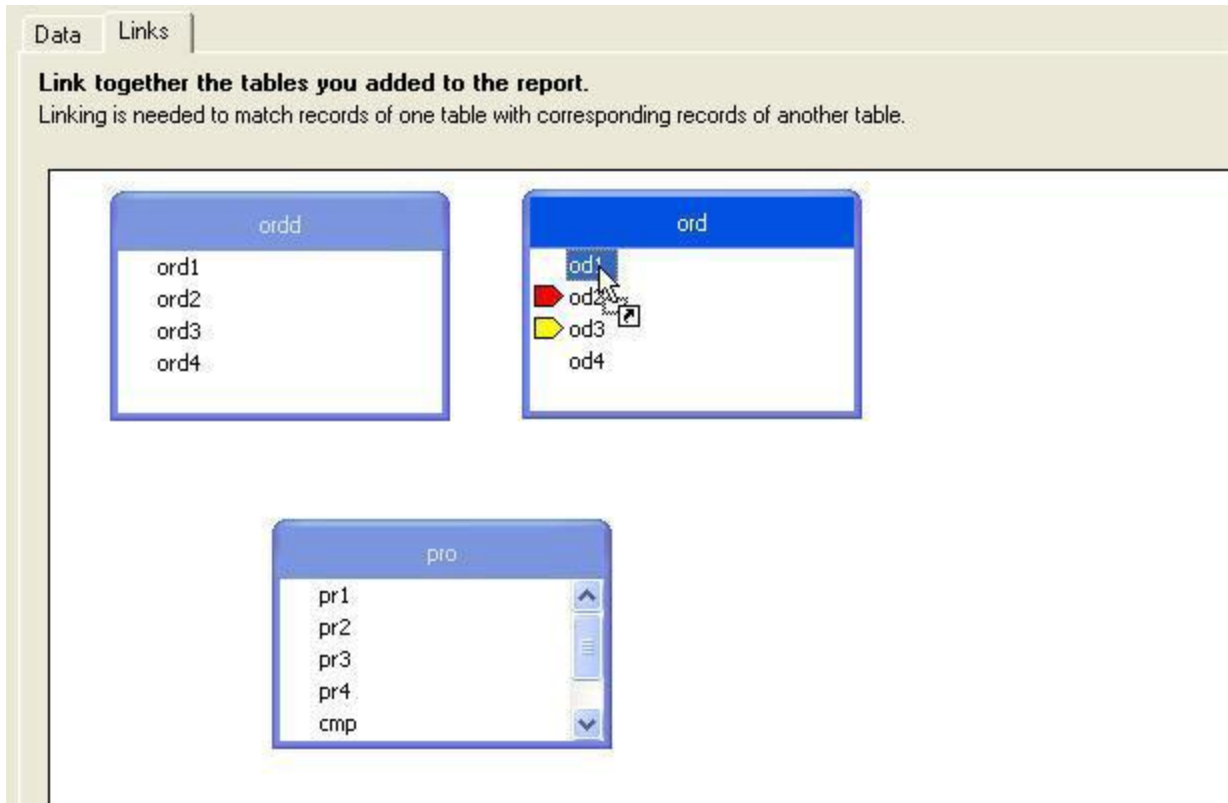 Data Links
Link together the tables you added to the report.
Linking is needed to match records of one table with corresponding records of another table.
ordd
ord1
ord2
ord3
ord4
ord
od1
od2
od3
od4
pro
pr1
pr2
pr3
pr4
cmp